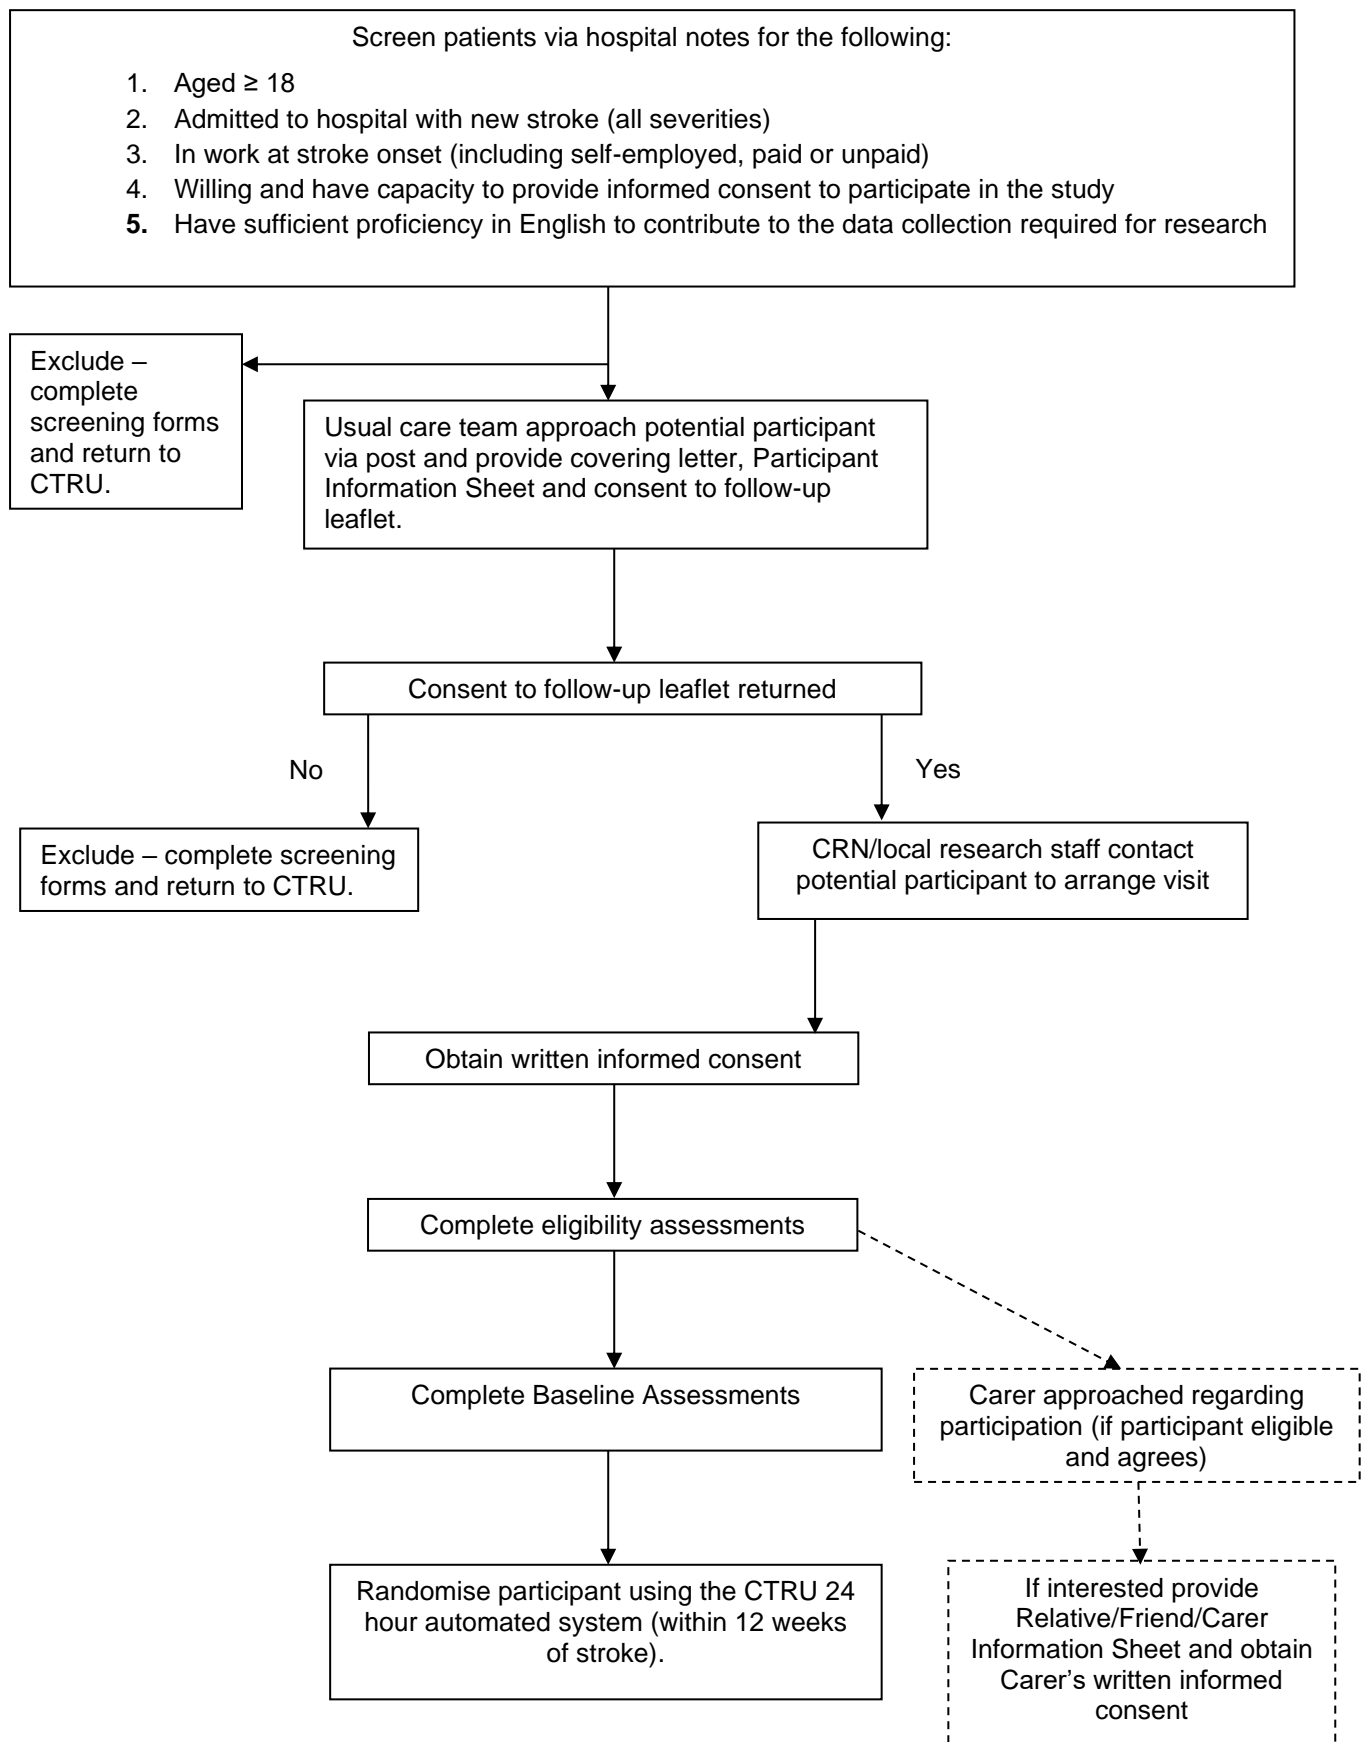 Screen patients via hospital notes for the following:
1. Aged ≥ 18
2. Admitted to hospital with new stroke (all severities)
3. In work at stroke onset (including self-employed, paid or unpaid)
4. Willing and have capacity to provide informed consent to participate in the study
5. Have sufficient proficiency in English to contribute to the data collection required for research
Exclude –
complete
screening forms
and return to
CTRU.
Usual care team approach potential participant
via post and provide covering letter, Participant
Information Sheet and consent to follow-up
leaflet.
Consent to follow-up leaflet returned
No
Yes
Exclude – complete screening
forms and return to CTRU.
CRN/local research staff contact
potential participant to arrange visit
Obtain written informed consent
Complete eligibility assessments
Complete Baseline Assessments
Carer approached regarding
participation (if participant eligible
and agrees)
Randomise participant using the CTRU 24
hour automated system (within 12 weeks
of stroke).
If interested provide
Relative/Friend/Carer
Information Sheet and obtain
Carer's written informed
consent